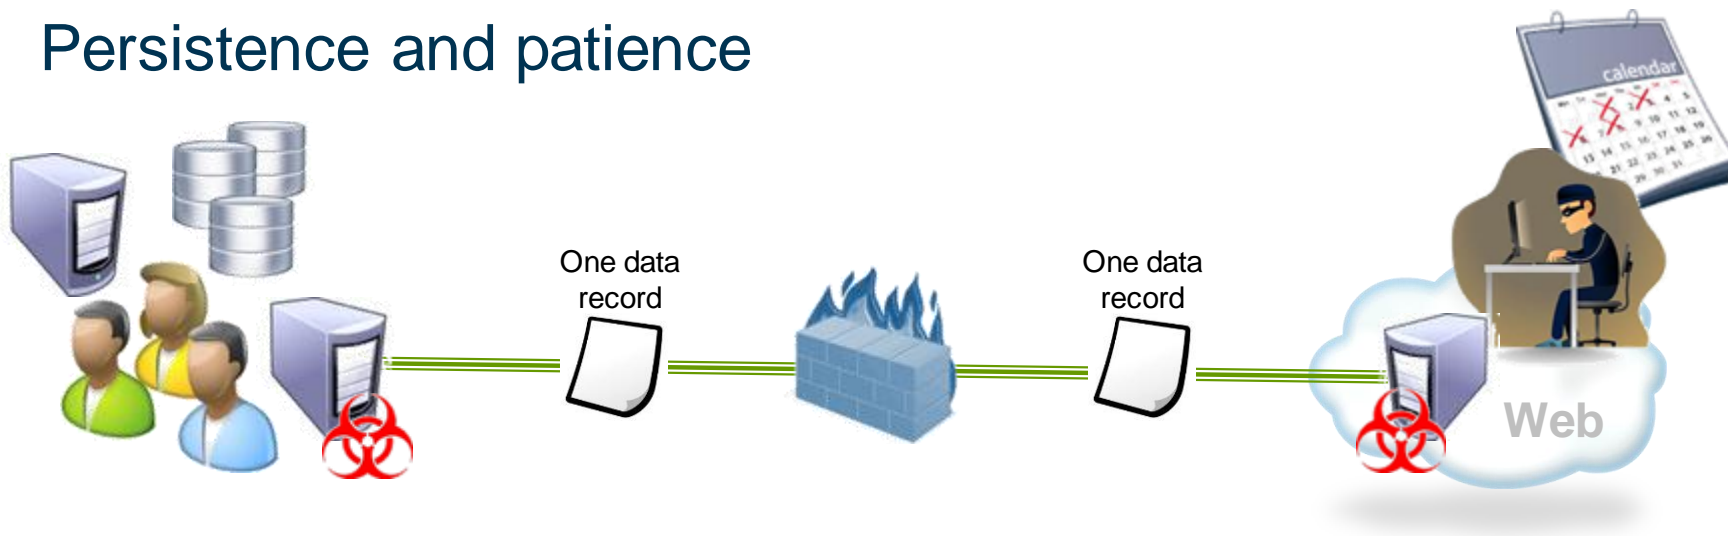 Persistence and patience
calendar
One data
record
One data
record
Web